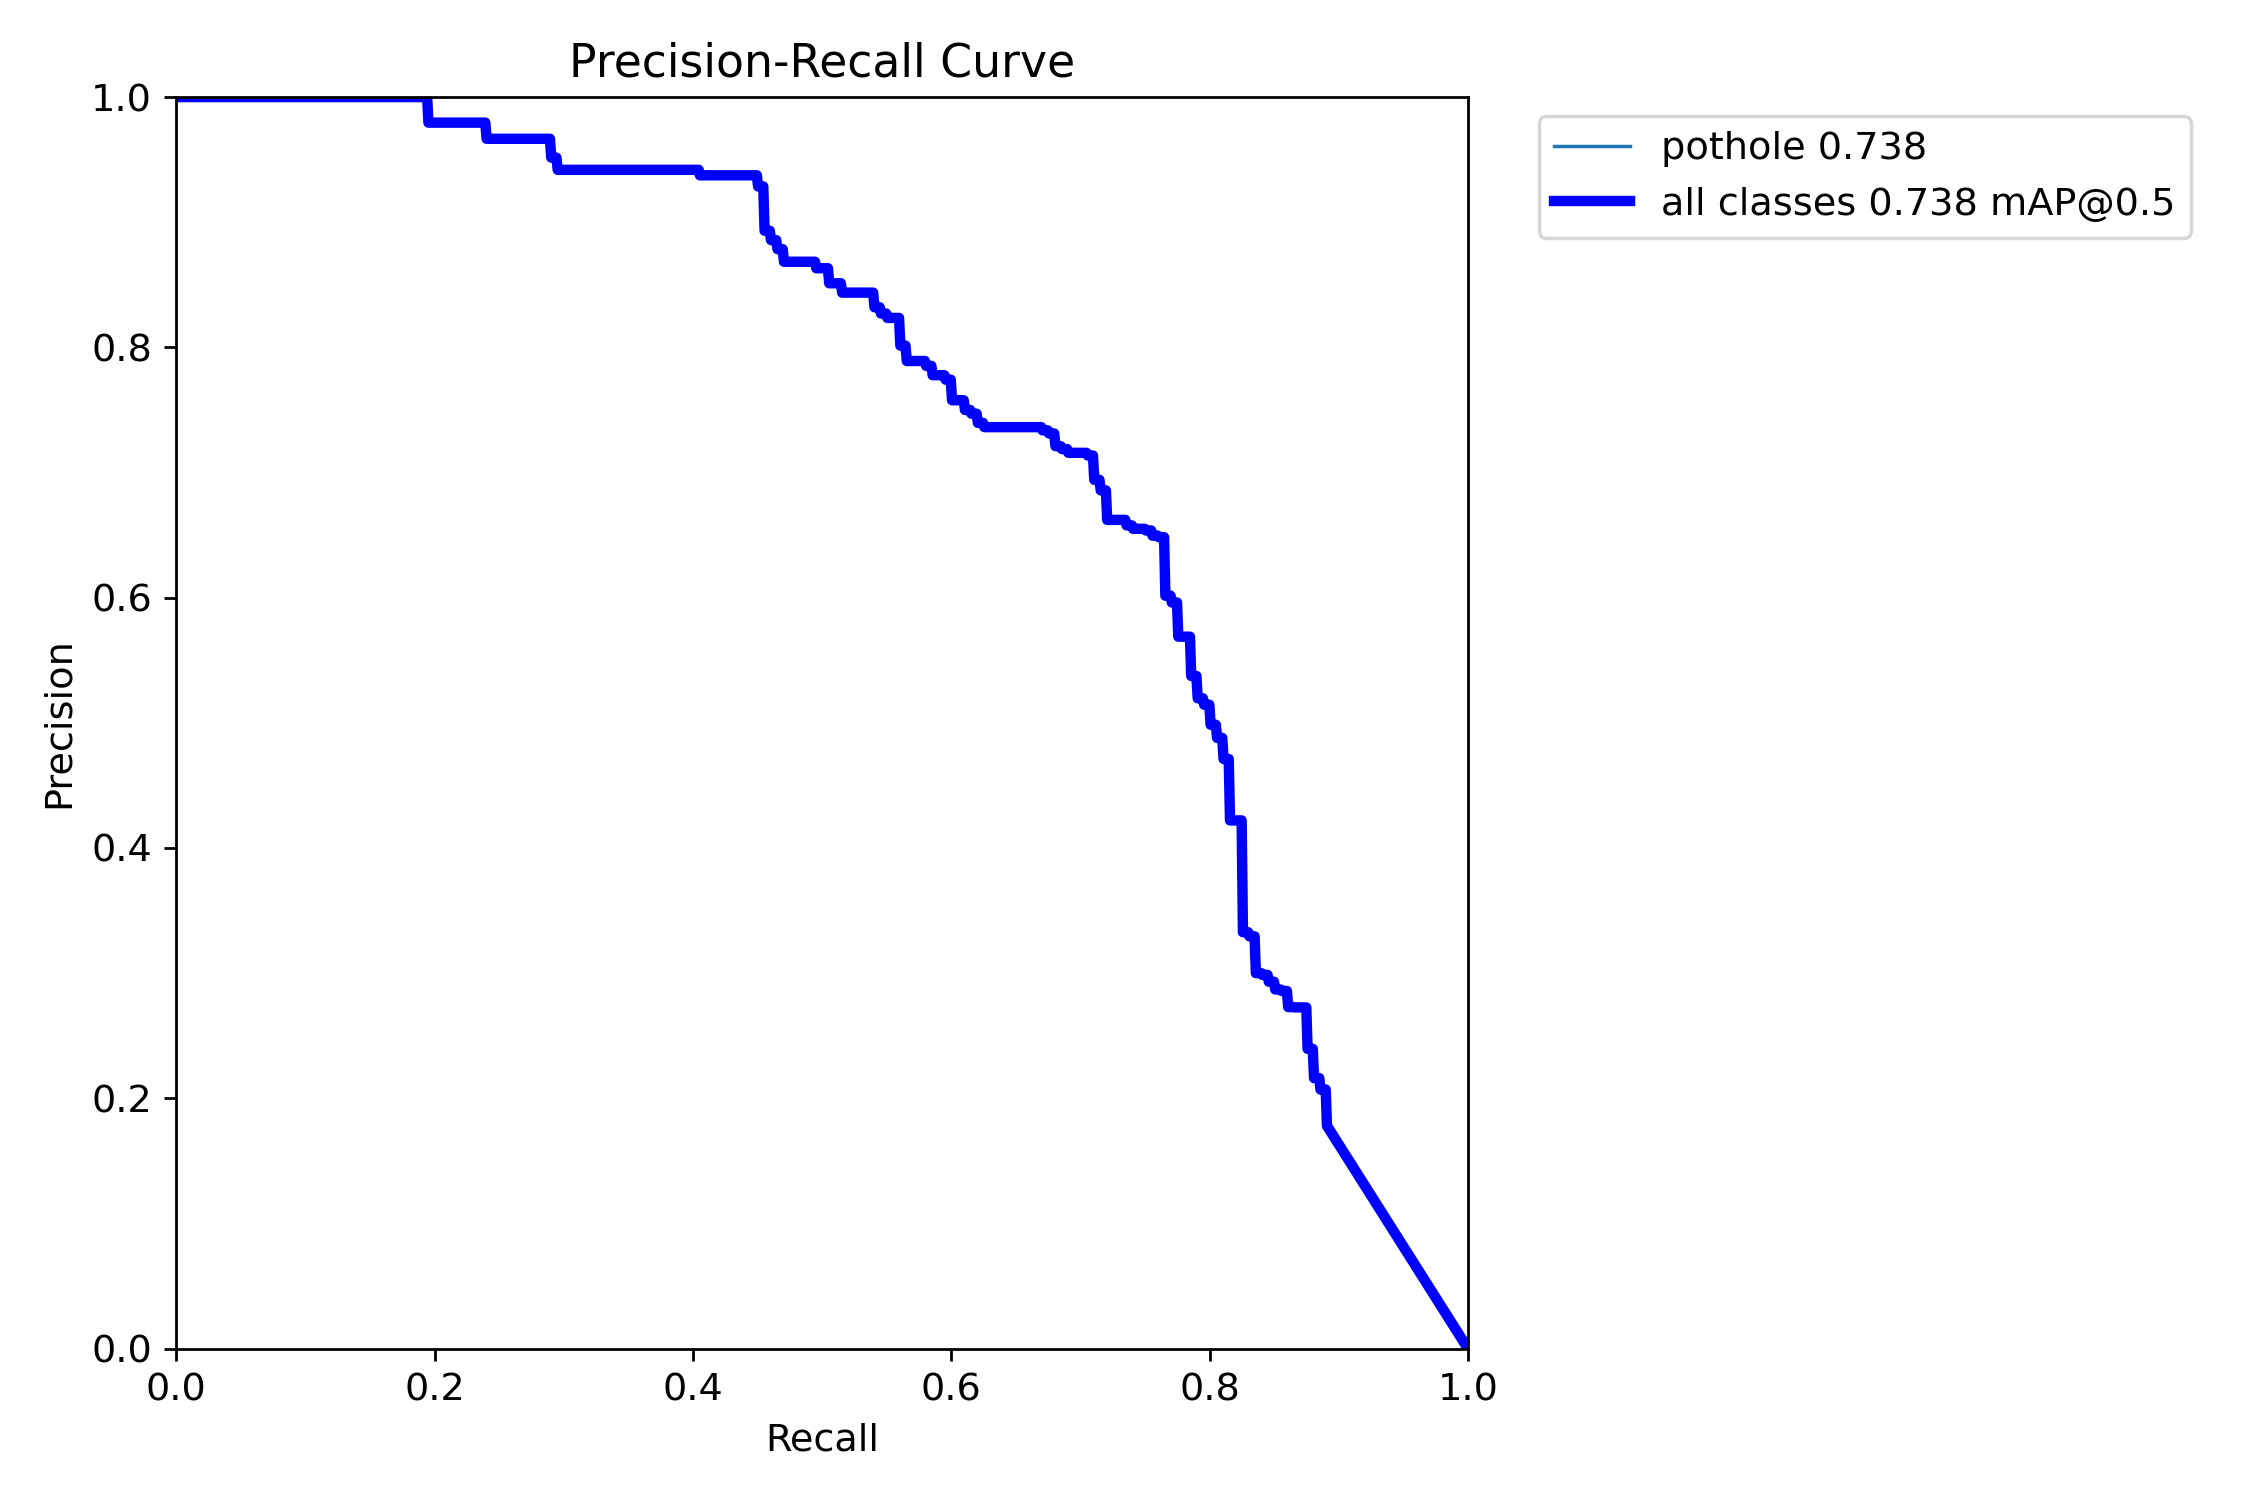 Precision-Recall Curve
1.0
0.8
0.6
0.4
0.2
0.0
Precision
0.0 0.2 0.4 0.6 0.8 1.0
Recall
pothole 0.738
all classes 0.738 mAP@0.5